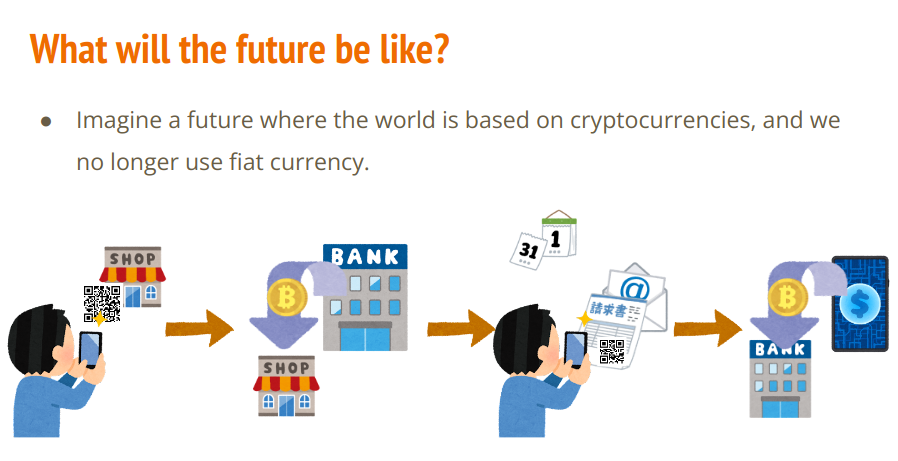 What will the future be like?
● Imagine a future where the world is based on cryptocurrencies, and we
no longer use fiat currency.
SHOP
BANK
SHOP
31
1
@
請求書
BANK